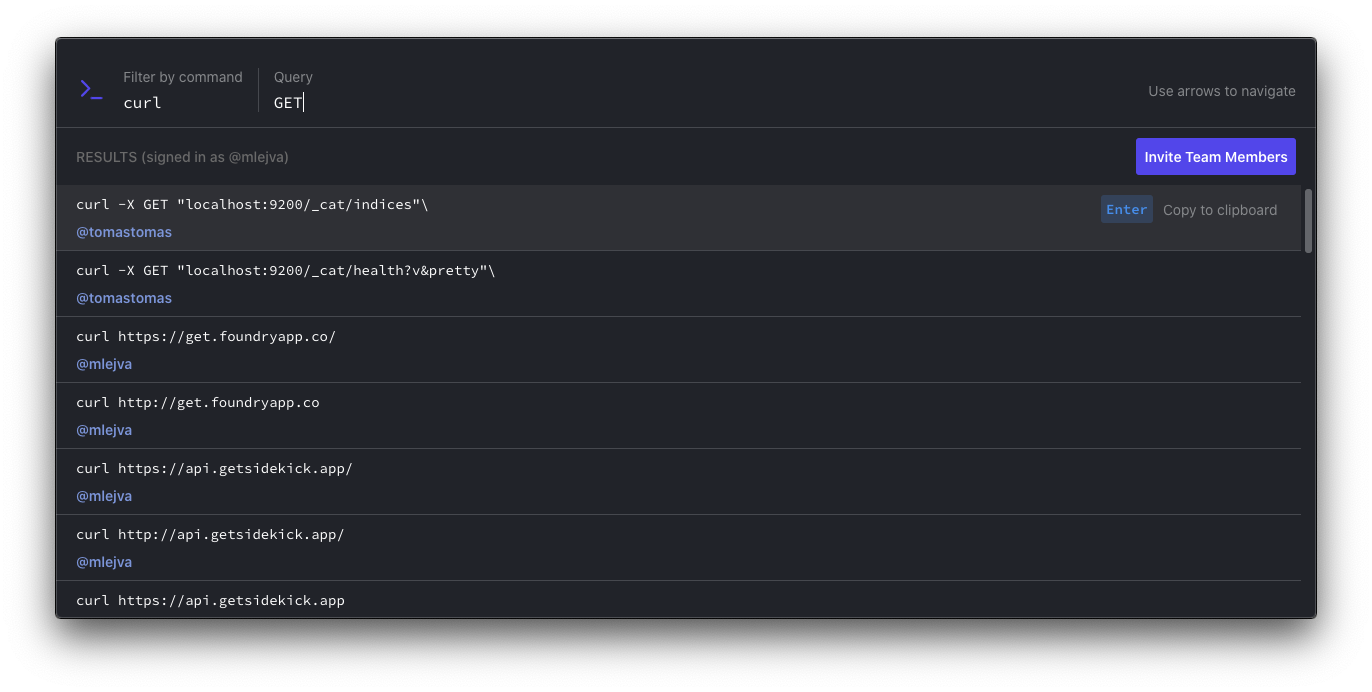 Filter by command
Query
curl
GET
Use arrows to navigate
RESULTS (signed in as @mlejva)
Invite Team Members
curl -X GET "localhost:9200/_cat/indices"\
Enter
Copy to clipboard
@tomastomas
curl -X GET "localhost:9200/_cat/health?v&pretty"\
@tomastomas
curl https://get.foundryapp.co/
@mlejva
curl http://get.foundryapp.co
@mlejva
curl https://api.getsidekick.app/
@mlejva
curl http://api.getsidekick.app/
@mlejva
curl https://api.getsidekick.app